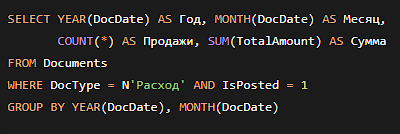 SELECT YEAR(DocDate) AS Год, MONTH(DocDate) AS Месяц,
       COUNT(*) AS Продажи, SUM(TotalAmount) AS Сумма
FROM Documents
WHERE DocType = N'Расход' AND IsPosted = 1
GROUP BY YEAR(DocDate), MONTH(DocDate)